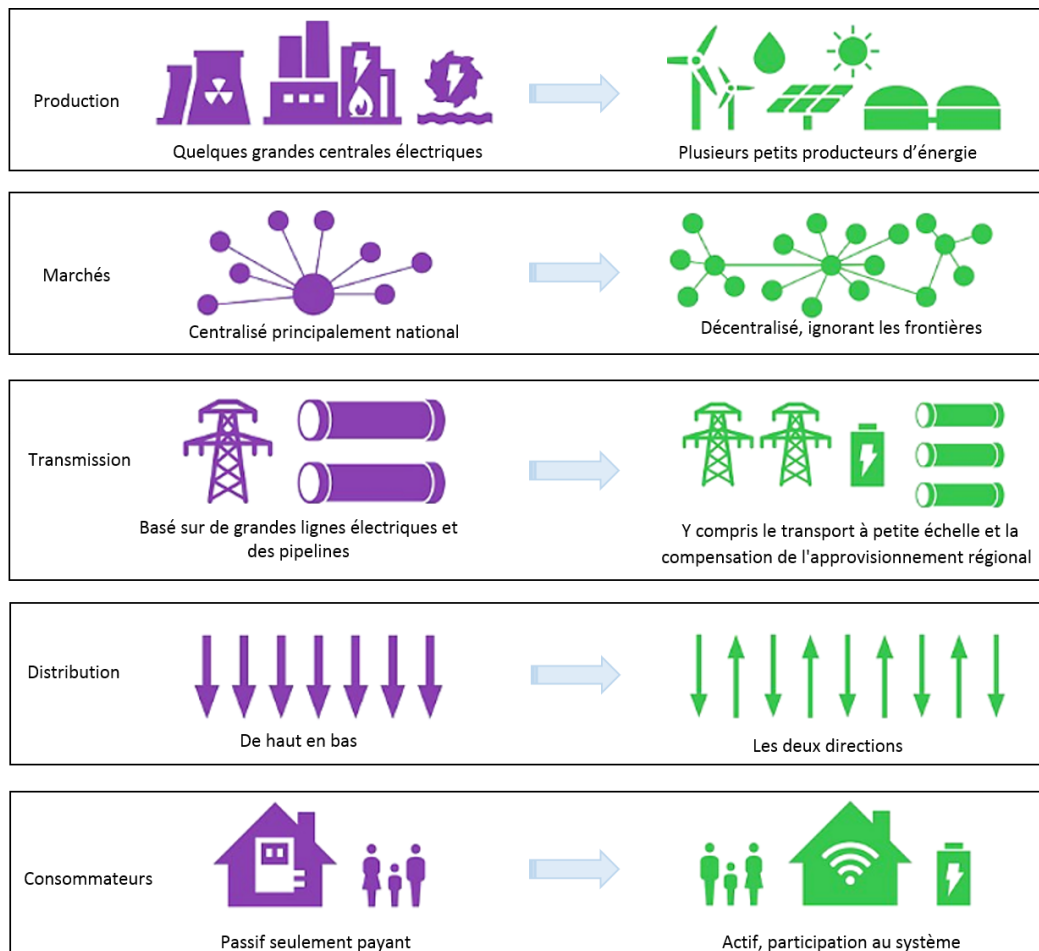 Production
Quelques grandes centrales électriques
Plusieurs petits producteurs d’énergie
Marchés
Centralisé principalement national
Décentralisé, ignorant les frontières
Transmission
Basé sur de grandes lignes électriques et
des pipelines
Y compris le transport à petite échelle et la
compensation de l'approvisionnement régional
Distribution
De haut en bas
Les deux directions
Consommateurs
Passif seulement payant
Actif, participation au système